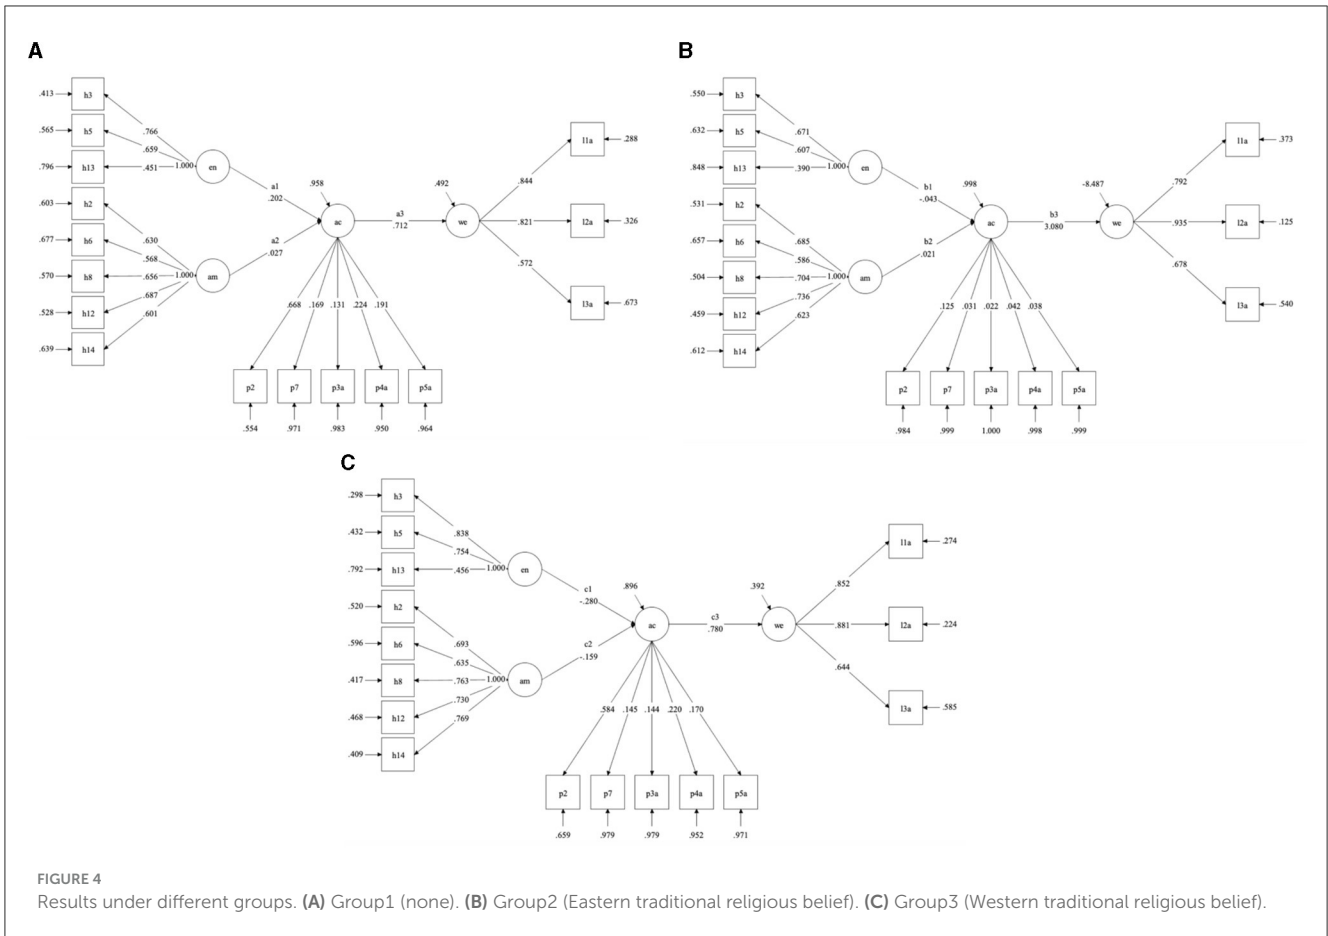 A
.413
h3
.565
h5
.796
h13
.603
h2
.677
h6
.570
h8
.528
h12
.639
h14
.766
.659
.451
1.000
en
.630
.568
.656
.687
.601
1.000
am
a1
.202
a2
.027
.958
ac
a3
.712
.492
we
.844
.821
.572
l1a
.288
l2a
.326
l3a
.673
.668 .169 .131 .224 .191
p2 p7 p3a p4a p5a
.554 .971 .983 .950 .964
B
.550
h3
.632
h5
.848
h13
.531
h2
.657
h6
.504
h8
.459
h12
.612
h14
.671
.607
.390
1.000
en
.685
.586
.704
.736
.623
1.000
am
b1
-.043
b2
.021
.998
ac
b3
3.080
-8.487
we
.792
.935
.678
l1a
.373
l2a
.125
l3a
.540
.125 .031 .022 .042 .038
p2 p7 p3a p4a p5a
.984 .999 1.000 .998 .999
C
.298
h3
.432
h5
.792
h13
.520
h2
.596
h6
.417
h8
.468
h12
.409
h14
.838
.754
.456
1.000
en
.693
.635
.763
.730
.769
1.000
am
c1
-.280
c2
-.159
.896
ac
c3
.780
.392
we
.852
.881
.644
l1a
.274
l2a
.224
l3a
.585
.584 .145 .144 .220 .170
p2 p7 p3a p4a p5a
.659 .979 .979 .952 .971
FIGURE 4
Results under different groups. (A) Group1 (none). (B) Group2 (Eastern traditional religious belief). (C) Group3 (Western traditional religious belief).